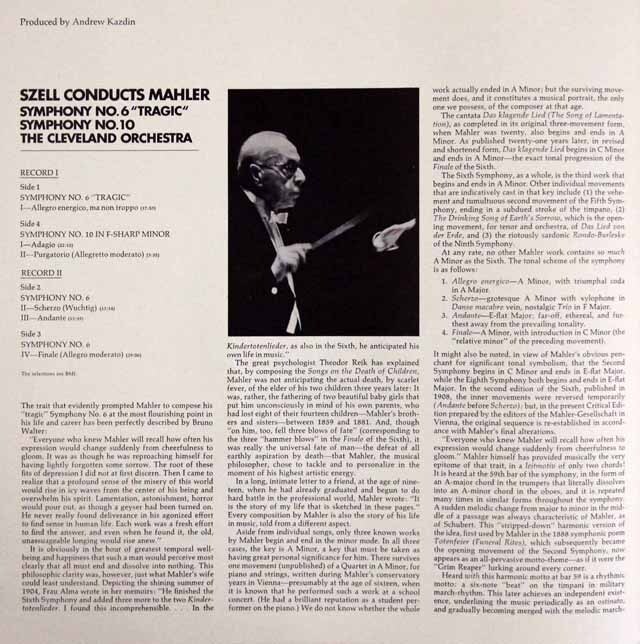 Produced by Andrew Kazdin
SZELL CONDUCTS MAHLER
SYMPHONY NO. 6 "TRAGIC"
SYMPHONY NO. 10
THE CLEVELAND ORCHESTRA
RECORD I
Side 1
SYMPHONY NO. 6 "TRAGIC"
I—Allegro energico, ma non troppo
Side 4
SYMPHONY NO. 10 IN F-SHARP MINOR
I—Adagio
II—Purgatorio (Allegretto moderato)
RECORD II
Side 2
SYMPHONY NO. 6
II—Scherzo (Wuchtig)
III—Andante
Side 3
SYMPHONY NO. 6
IV—Finale (Allegro moderato)
The selections are BMI.
The trait that evidently prompted Mahler to compose his
"tragic" Symphony No. 6 at the most flourishing point in
his life and career has been perfectly described by Bruno
Walter:
"Everyone who knew Mahler will recall how often his
expression would change suddenly from cheerfulness to
gloom. It was as though he was reproaching himself for
having lightly forgotten some sorrow. The root of these
fits of depression I did not at first discern. Then I came to
realize that a profound sense of the misery of this world
would rise in icy waves from the center of his being and
overwhelm his spirits. Lamentation, astonishment, horror
would pour out, as though a geyser had been turned on.
He never really found deliverance in his agonized effort
to find sense in human life. Each work was a fresh effort
to find the answer, and even when he found it, the old,
unassuageable longing would rise anew."
It is obviously in the hour of greatest temporal well-
being and happiness that such a man would perceive most
clearly that all must end and dissolve into nothing. This
philosophic clarity was, however, just what Mahler's wife
could least understand. Depicting the shining summer of
1904, Frau Alma wrote in her memoirs: "He finished the
Sixth Symphony and added three more to the two Kinder-
totenlieder. I found this incomprehensible. . . . In the
Kindertotenlieder, as also in the Sixth, he anticipated his
own life in music."
The great psychologist Theodor Reik has explained
that, by composing the Songs on the Death of Children,
Mahler was not anticipating the actual death, by scarlet
fever, of the elder of his two children three years later: It
was, rather, the fathering of two beautiful baby girls that
put him unconsciously in mind of his own parents, who
had lost eight of their fourteen children—Mahler's broth-
ers and sisters—between 1859 and 1881. And, though
"on him, too, fell three blows of fate" (corresponding to
the three "hammer blows" in the Finale of the Sixth), it
was really the universal fate of man—the defeat of all
earthly aspiration by death—that Mahler, the musical
philosopher, chose to tackle and to personalize in the
moment of his highest artistic energy.
In a long, intimate letter to a friend, at the age of nine-
teen, when he had already graduated and begun to do
hard battle in the professional world, Mahler wrote: "It
is the story of my life that is sketched in these pages."
Every composition by Mahler is also the story of his life
in music, told from a different aspect.
Aside from individual songs, only three known works
by Mahler begin and end in the minor mode. In all three
cases, the key is A Minor, a key that must be taken as
having great personal significance for him. There survives
one movement (unpublished) of a Quartet in A Minor, for
piano and strings, written during Mahler's conservatory
years in Vienna—presumably at the age of sixteen, when
it is known that he performed such a work at a school
concert. (He had a brilliant reputation as a student per-
former on the piano.) We do not know whether the whole
work actually ended in A Minor; but the surviving move-
ment does, and it constitutes a musical portrait, the only
one we possess, of the composer at that age.
The cantata Das klagende Lied (The Song of Lamenta-
tion), as completed in its original three-movement form,
when Mahler was twenty, also begins and ends in A
Minor. As published twenty-one years later, in revised
and shortened form, Das klagende Lied begins in C Minor
and ends in A Minor—the exact tonal progression of the
Finale of the Sixth.
The Sixth Symphony, as a whole, is the third work that
begins and ends in A Minor. Other individual movements
that are indicatively cast in that key include (1) the vehe-
ment and tumultuous second movement of the Fifth Sym-
phony, ending in a subdued stroke of the timpano, (2)
The Drinking Song of Earth's Sorrow, which is the open-
ing movement, for tenor and orchestra, of Das Lied von
der Erde, and (3) the riotously sardonic Rondo-Burleske
of the Ninth Symphony.
At any rate, no other Mahler work contains so much
A Minor as the Sixth. The tonal scheme of the symphony
is as follows:
1. Allegro energico—A Minor, with triumphal coda
in A Major.
2. Scherzo—grotesque A Minor with xylophone in
Danse macabre vein, nostalgic Trio in F Major.
3. Andante—E-flat Major; far-off, ethereal, and fur-
thest away from the prevailing tonality.
4. Finale—A Minor, with introduction in C Minor (the
"relative minor" of the preceding movement).
It might also be noted, in view of Mahler's obvious pen-
chant for significant tonal symbolism, that the Second
Symphony begins in C Minor and ends in E-flat Major,
while the Eighth Symphony both begins and ends in E-flat
Major. In the second edition of the Sixth, published in
1908, the inner movements were reversed temporarily
(Andante before Scherzo); but, in the present Critical Edi-
tion prepared by the editors of the Mahler-Gesellschaft in
Vienna, the original sequence is re-established in accord-
ance with Mahler's final alterations.
"Everyone who knew Mahler will recall how often his
expression would change suddenly from cheerfulness to
gloom." Mahler himself has provided, musically, the very
epitome of that trait, in a leitmotiv of only two chords!
It is heard at the 59th bar of the symphony, in the form of
an A-major chord in the trumpets that literally dissolves
into an A-minor chord in the oboes, and it is repeated
many times in similar forms throughout the symphony.
A sudden melodic change from major to minor in the mid-
dle of a passage was always characteristic of Mahler, as
of Schubert. This "stripped-down" harmonic version of
the idea, first used by Mahler in the 1888 symphonic poem
Totenfeier (Funeral Rites), which subsequently became
the opening movement of the Second Symphony, now
appears as an all-pervasive motto-theme—as if it were the
"Grim Reaper" lurking around every corner.
Heard with this harmonic motto at bar 59 is a rhythmic
motto: a six-note "beat" on the timpani in military
march rhythm. This later achieves an independent exist-
ence, underlining the music periodically as an ostinato,
and gradually becoming merged with the melodic march-